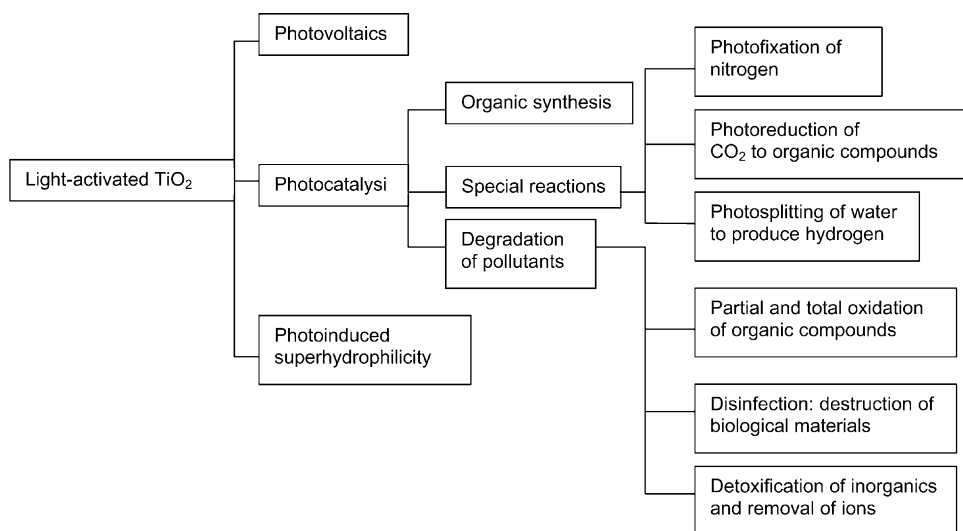 Light-activated TiO₂
Photovoltaics
Photocatalysi
Photoinduced
superhydrophilicity
Organic synthesis
Special reactions
Degradation
of pollutants
Photofixation of
nitrogen
Photoreduction of
CO₂ to organic compounds
Photosplitting of water
to produce hydrogen
Partial and total oxidation
of organic compounds
Disinfection: destruction of
biological materials
Detoxification of inorganics
and removal of ions